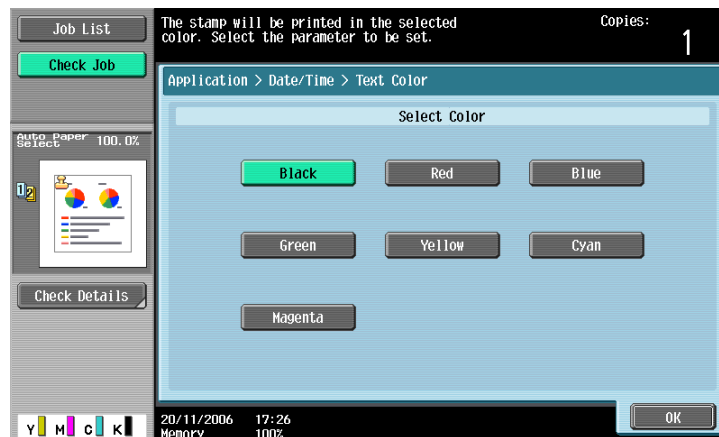 Job List
Check Job
The stamp will be printed in the selected
color. Select the parameter to be set.
Copies:
1
Application > Date/Time > Text Color
Select Color
Auto Paper
Select 100.0%
Black Red Blue
Green Yellow Cyan
Magenta
1 2
Check Details
Y M C K
20/11/2006 17:26
Memory 100%
OK